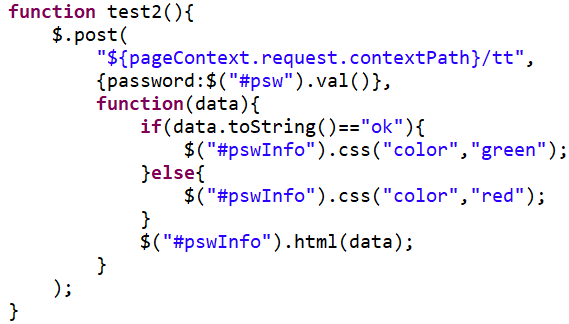 function test2(){
    $.post(
        "${pageContext.request.contextPath}/tt",
        {password:$("#psw").val()},
        function(data){
            if(data.toString()=="ok"){
                $("#pswInfo").css("color","green");
            }else{
                $("#pswInfo").css("color","red");
            }
            $("#pswInfo").html(data);
        }
    );
}